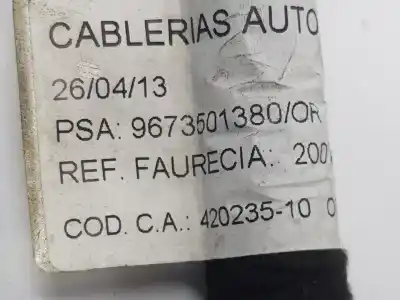 CABLERIAS AUTO
26/04/13
PSA: 9673501380/OR
REF. FAURECIA: 200
COD. C.A.: 420235-10 0